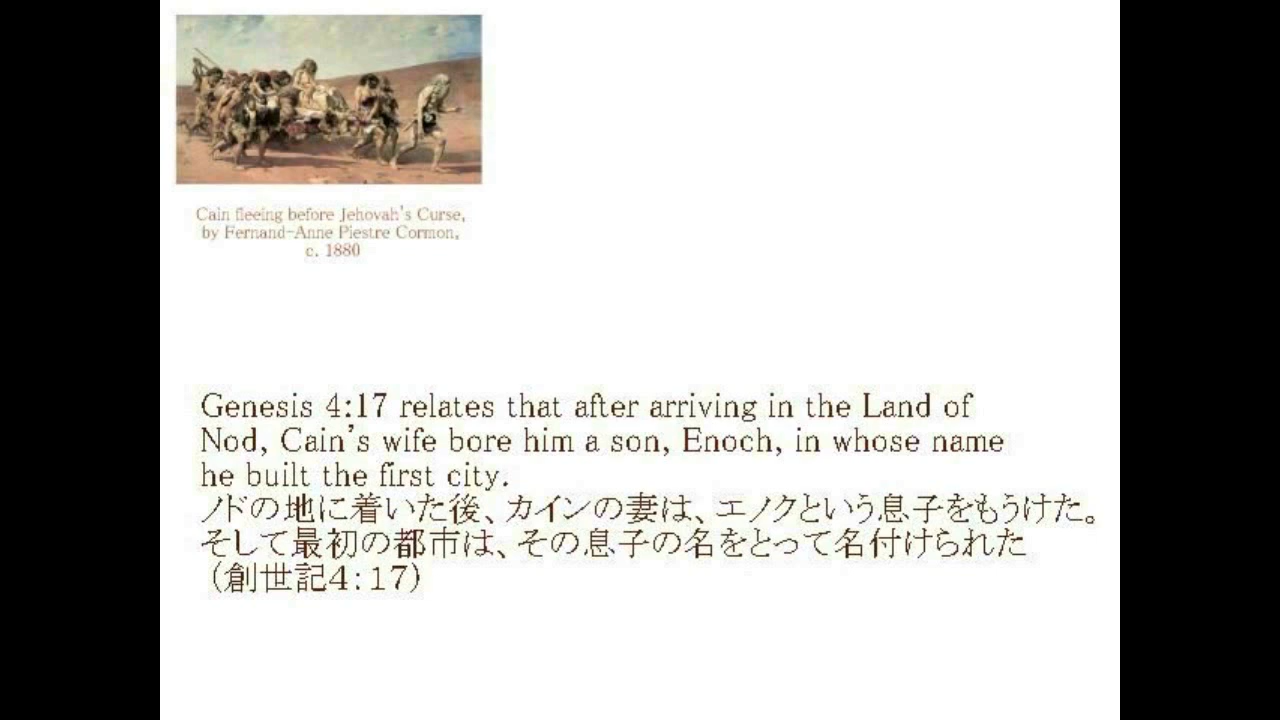 Cain fleeing before Jehovah's Curse,
by Fernand-Anne Piestre Cormon,
c. 1880
Genesis 4:17 relates that after arriving in the Land of
Nod, Cain's wife bore him a son, Enoch, in whose name
he built the first city.
ノドの地に着いた後、カインの妻は、エノクという息子をもうけた。
そして最初の都市は、その息子の名をとって名付けられた
（創世記４：１７）